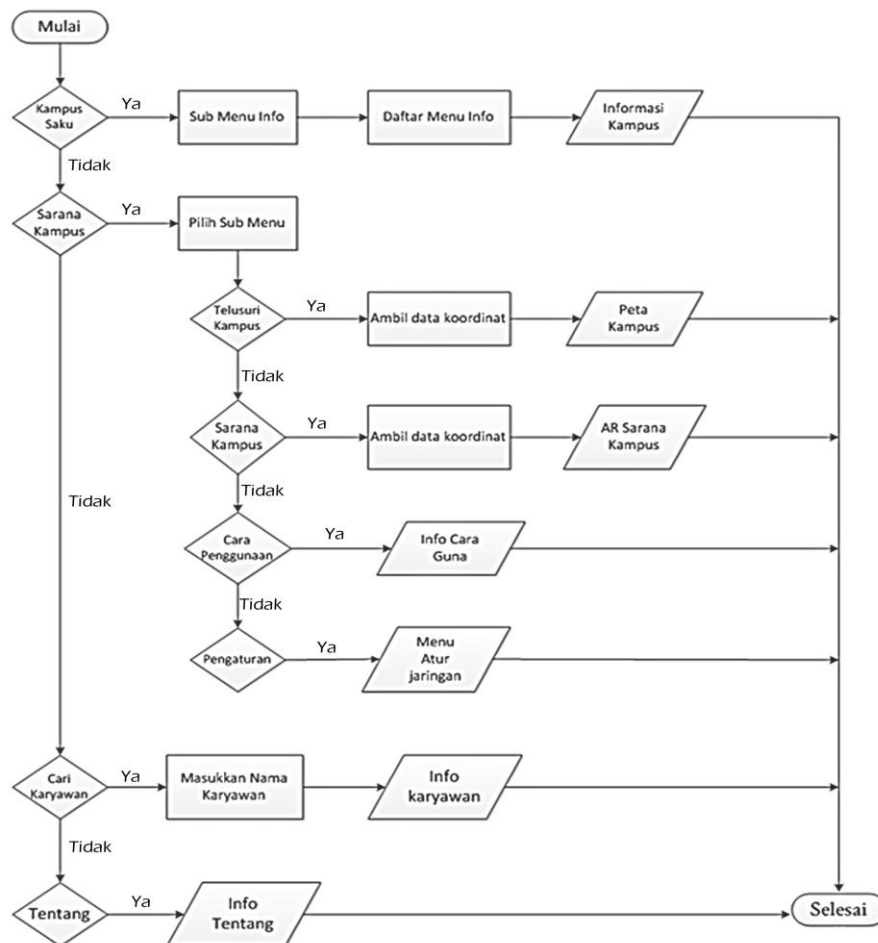 Mulai
Kampus
Saku
Ya
Sub Menu Info
Daftar Menu Info
Informasi
Kampus
Tidak
Sarana
Kampus
Ya
Pilih Sub Menu
Telusuri
Kampus
Ya
Ambil data koordinat
Peta
Kampus
Tidak
Sarana
Kampus
Ya
Ambil data koordinat
AR Sarana
Kampus
Tidak
Cara
Penggunaan
Ya
Info Cara
Guna
Tidak
Pengaturan
Ya
Menu
Atur
jaringan
Tidak
Cari
Karyawan
Ya
Masukkan Nama
Karyawan
Info
karyawan
Tidak
Tentang
Ya
Info
Tentang
Selesai